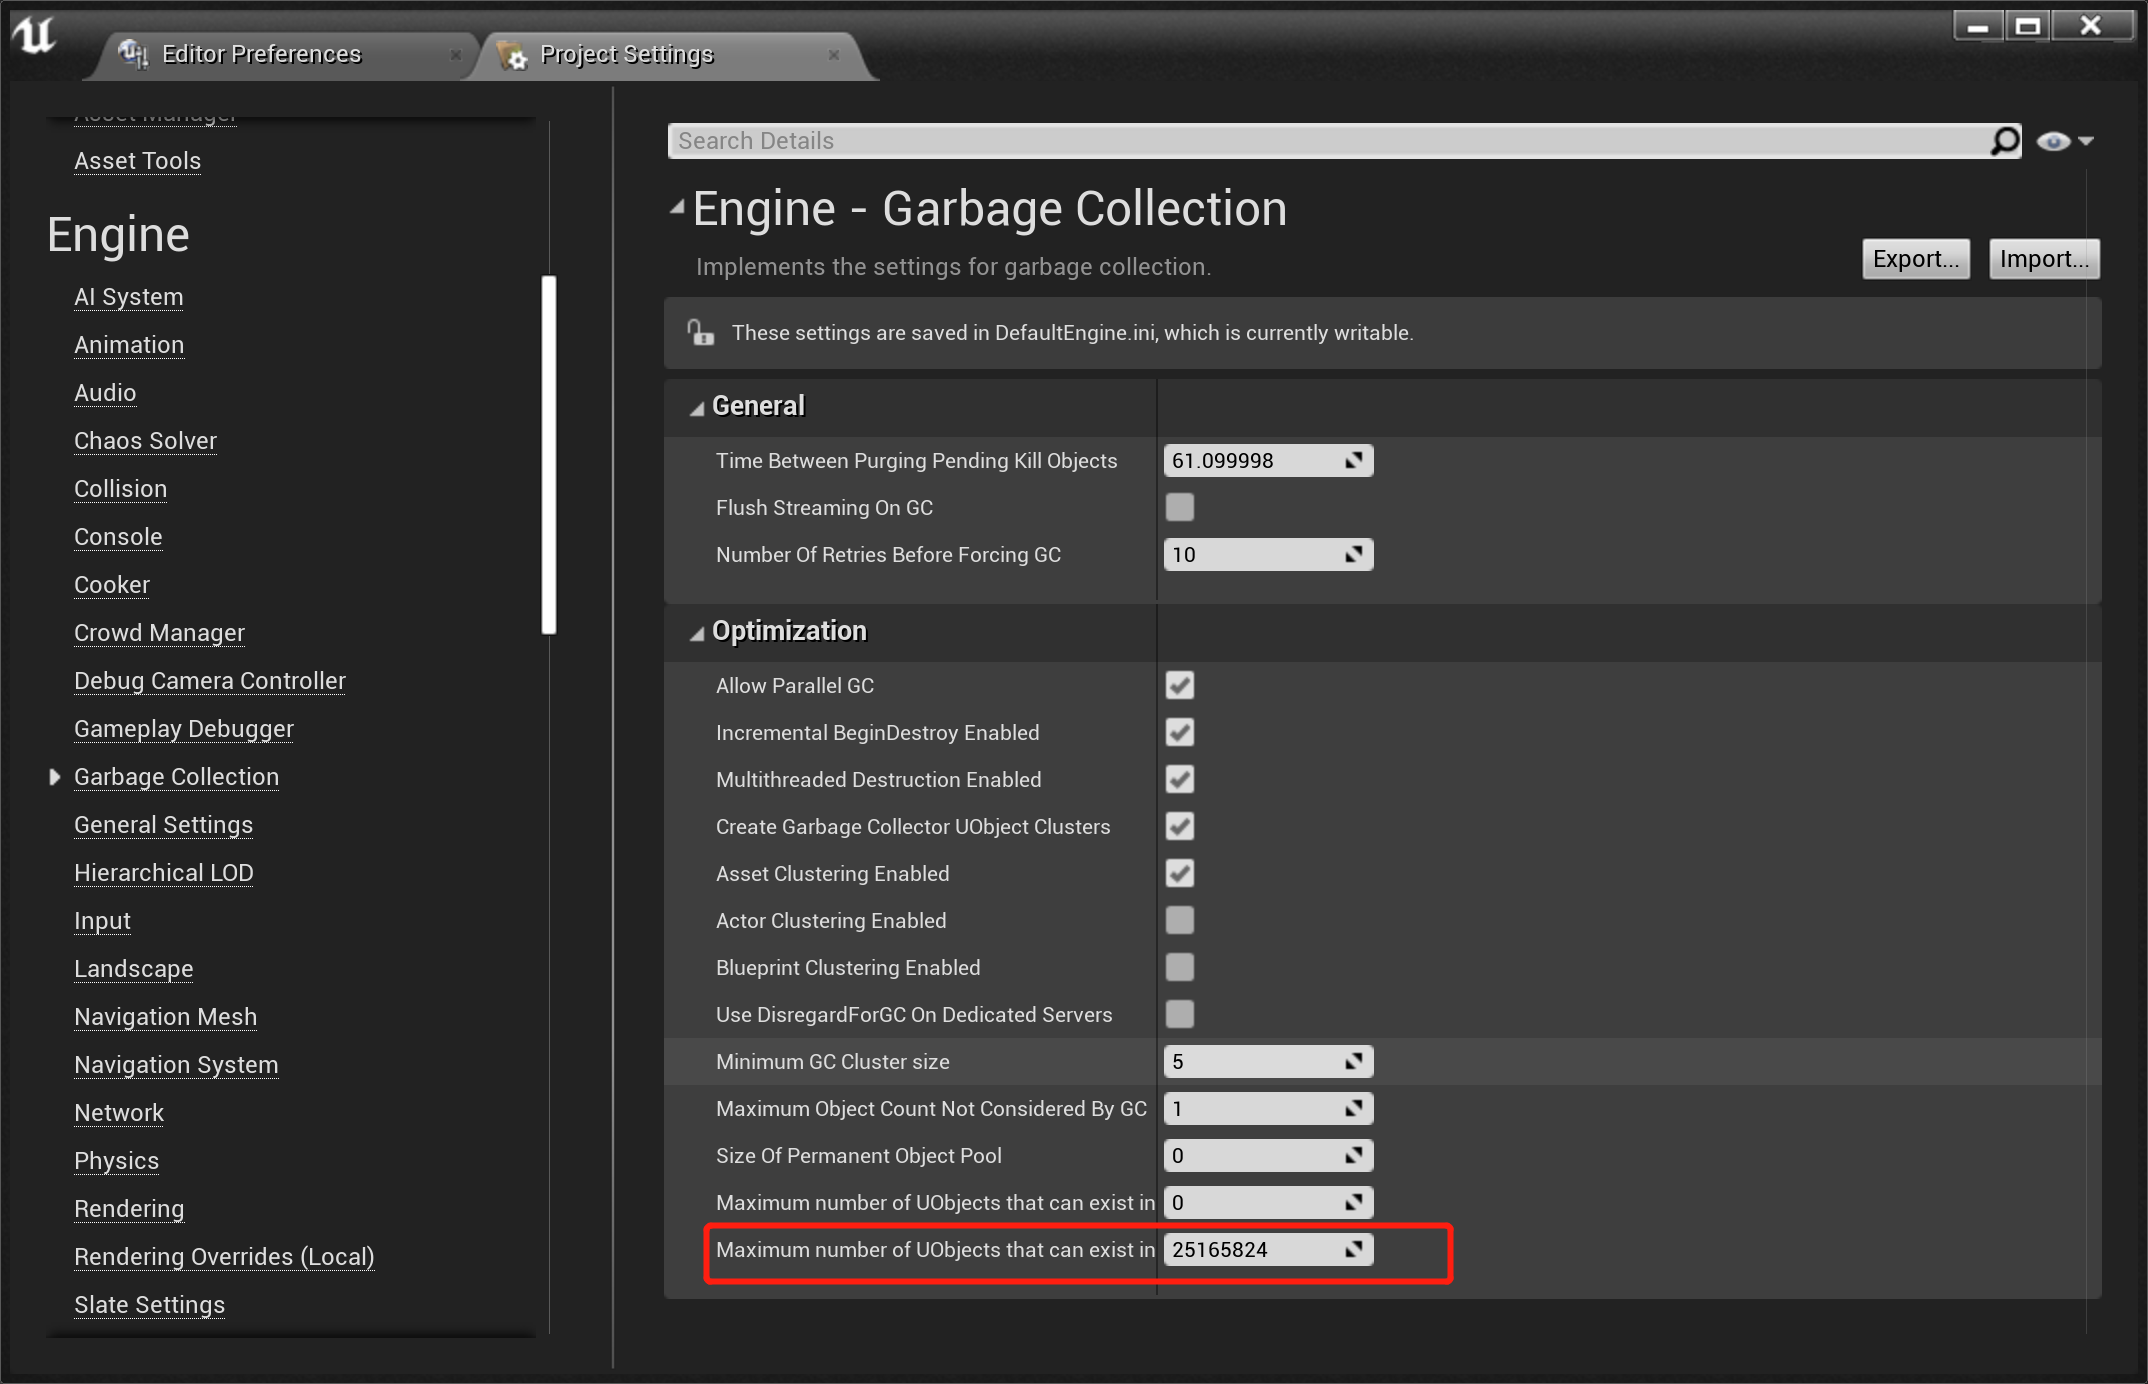 Editor Preferences
Project Settings
Asset Manager
Asset Tools
Engine
AI System
Animation
Audio
Chaos Solver
Collision
Console
Cooker
Crowd Manager
Debug Camera Controller
Gameplay Debugger
Garbage Collection
General Settings
Hierarchical LOD
Input
Landscape
Navigation Mesh
Navigation System
Network
Physics
Rendering
Rendering Overrides (Local)
Slate Settings
Search Details
Engine - Garbage Collection
Implements the settings for garbage collection.
Export...
Import...
These settings are saved in DefaultEngine.ini, which is currently writable.
General
Time Between Purging Pending Kill Objects 61.099998
Flush Streaming On GC
Number Of Retries Before Forcing GC 10
Optimization
Allow Parallel GC
Incremental BeginDestroy Enabled
Multithreaded Destruction Enabled
Create Garbage Collector UObject Clusters
Asset Clustering Enabled
Actor Clustering Enabled
Blueprint Clustering Enabled
Use DisregardForGC On Dedicated Servers
Minimum GC Cluster size 5
Maximum Object Count Not Considered By GC 1
Size Of Permanent Object Pool 0
Maximum number of UObjects that can exist in 0
Maximum number of UObjects that can exist in 25165824